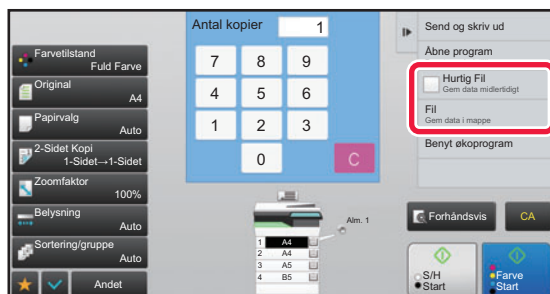 Farvetilstand
Fuld Farve
Original
A4
Papirvalg
Auto
2-Sidet Kopi
1-Sidet→1-Sidet
Zoomfaktor
100%
Belysning
Auto
Sortering/gruppe
Auto
Andet
Antal kopier
1
7 8 9
4 5 6
1 2 3
0 C
Alm. 1
1 A4
2 A4
3 A5
4 B5
Send og skriv ud
Åbne program
Hurtig Fil
Gem data midlertidigt
Fil
Gem data i mappe
Benyt økoprogram
Forhåndsvis
CA
S/H
Start
Farve
Start